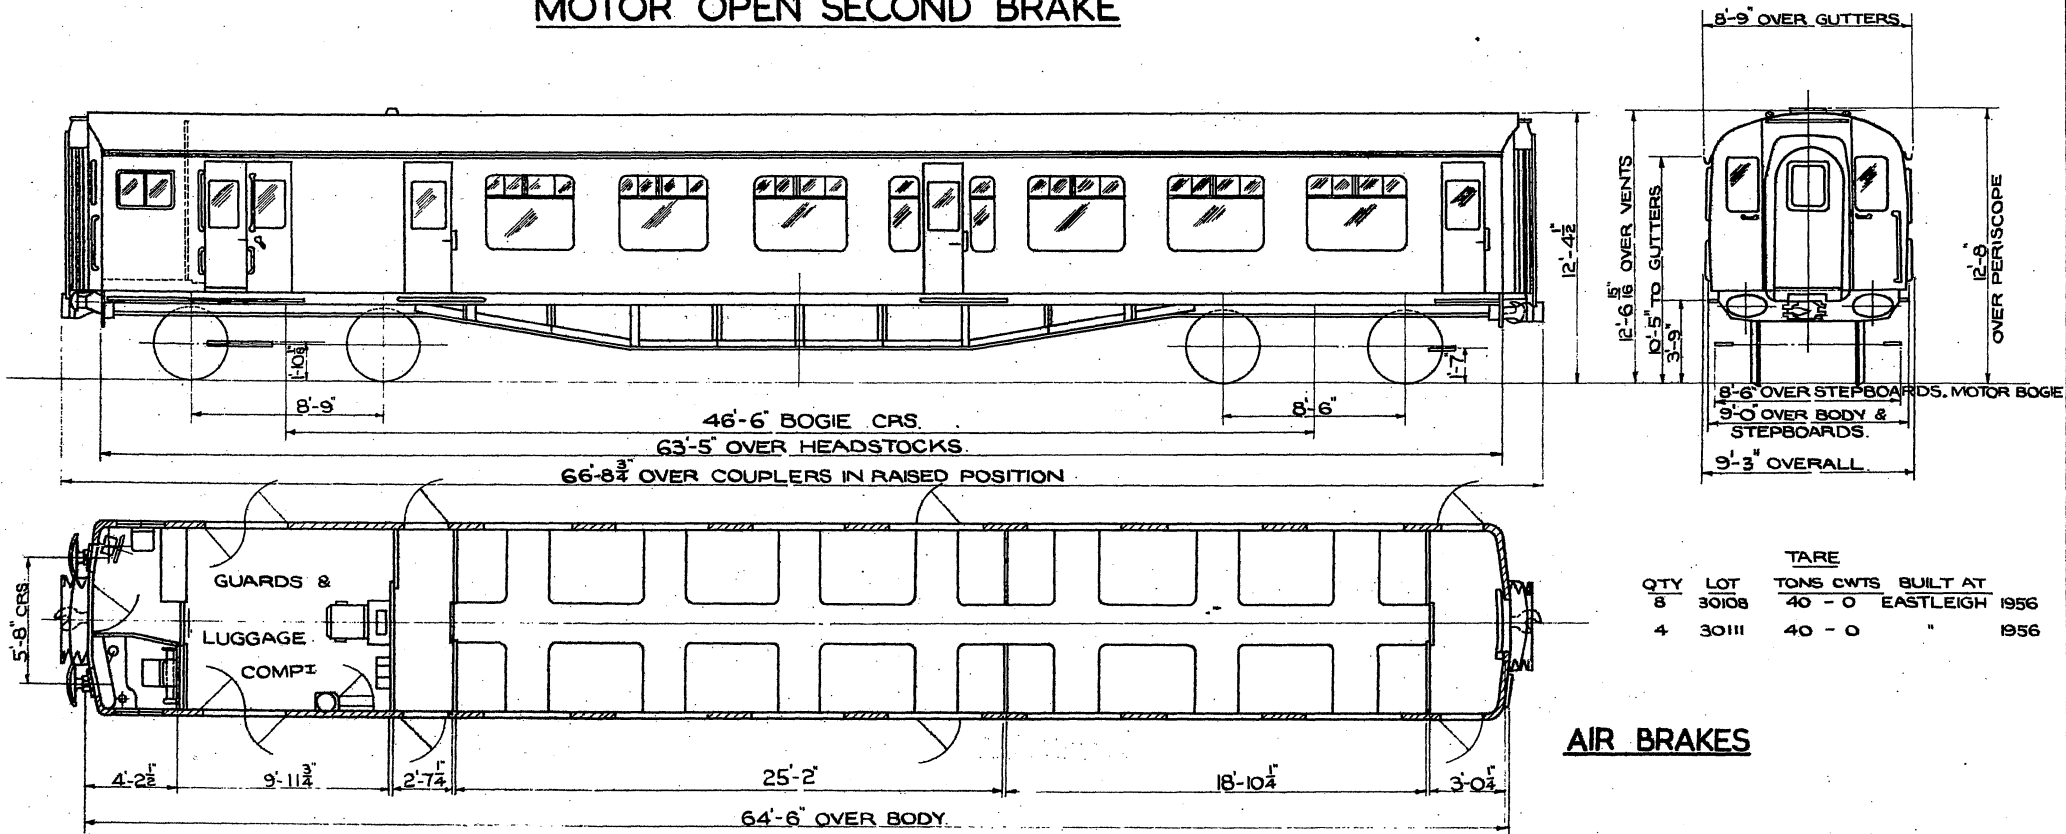 MOTOR OPEN SECOND BRAKE
8'-9" OVER GUTTERS
12'-4½"
12'-6 15/16" OVER VENTS
10'-5" TO GUTTERS
3'-9"
12'-8" OVER PERISCOPE
1'-10⅛"
1'-7"
8'-9"
8'-6"
46'-6" BOGIE CRS.
63'-5" OVER HEADSTOCKS.
66'-8¾" OVER COUPLERS IN RAISED POSITION
8'-6" OVER STEPBOARDS. MOTOR BOGIE
9'-0" OVER BODY &
STEPBOARDS.
9'-3" OVERALL.
5'-8" CRS.
GUARDS &
LUGGAGE
COMPT
TARE
QTY LOT TONS CWTS BUILT AT
8 30108 40 - 0 EASTLEIGH 1956
4 30111 40 - 0 " 1956
AIR BRAKES
4'-2½" 9'-11¾" 2'-7¼" 25'-2" 18'-10¼" 3'-0¼"
64'-6" OVER BODY.